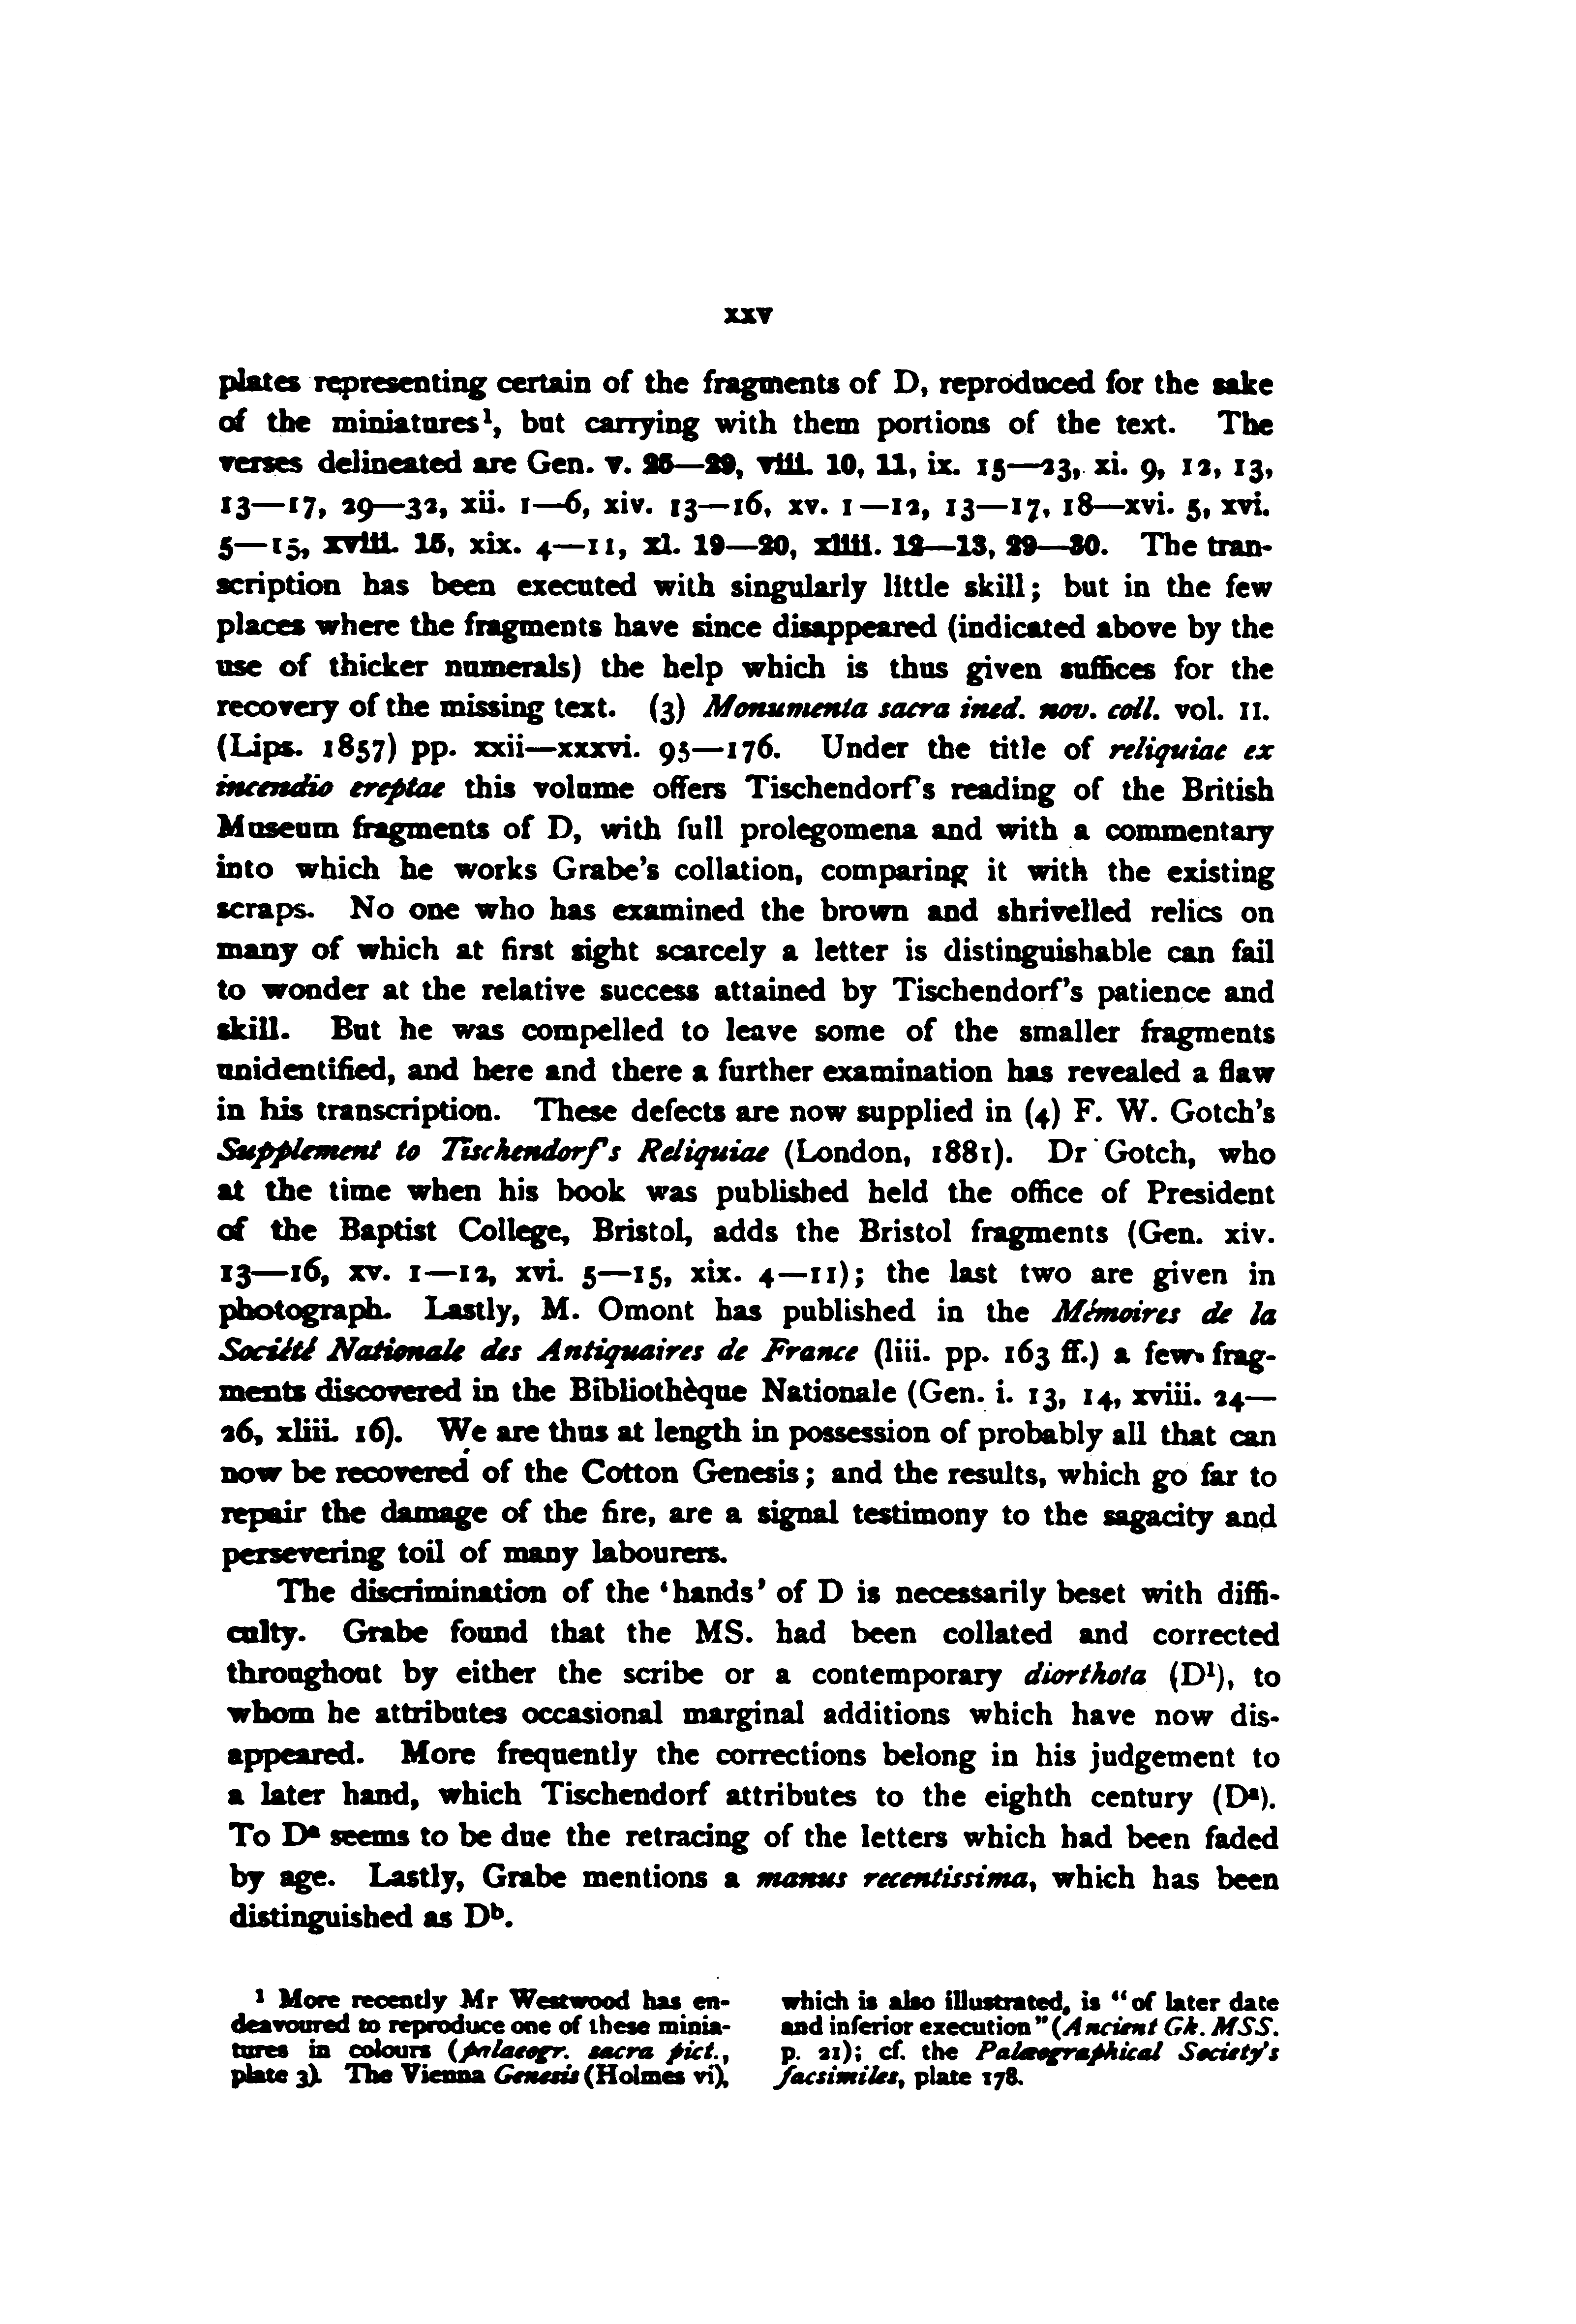 xxv
plates representing certain of the fragments of D, reproduced for the sake
of the miniatures¹, but carrying with them portions of the text. The
verses delineated are Gen. v. 25—29, viii. 10, 11, ix. 15—23, xi. 9, 12, 13,
13—17, 29—32, xii. 1—6, xiv. 13—16, xv. 1—12, 13—17, 18—xvi. 5, xvi.
5—15, xviii. 15, xix. 4—11, xl. 19—20, xliii. 12—13, 29—30. The tran-
scription has been executed with singularly little skill; but in the few
places where the fragments have since disappeared (indicated above by the
use of thicker numerals) the help which is thus given suffices for the
recovery of the missing text. (3) Monumenta sacra ined. nov. coll. vol. II.
(Lips. 1857) pp. xxii—xxxvi. 95—176. Under the title of reliquiae ex
incendio ereptae this volume offers Tischendorf's reading of the British
Museum fragments of D, with full prolegomena and with a commentary
into which he works Grabe's collation, comparing it with the existing
scraps. No one who has examined the brown and shrivelled relics on
many of which at first sight scarcely a letter is distinguishable can fail
to wonder at the relative success attained by Tischendorf's patience and
skill. But he was compelled to leave some of the smaller fragments
unidentified, and here and there a further examination has revealed a flaw
in his transcription. These defects are now supplied in (4) F. W. Gotch's
Supplement to Tischendorf's Reliquiae (London, 1881). Dr Gotch, who
at the time when his book was published held the office of President
of the Baptist College, Bristol, adds the Bristol fragments (Gen. xiv.
13—16, xv. 1—12, xvi. 5—15, xix. 4—11); the last two are given in
photograph. Lastly, M. Omont has published in the Mémoires de la
Société Nationale des Antiquaires de France (liii. pp. 163 ff.) a few frag-
ments discovered in the Bibliothèque Nationale (Gen. i. 13, 14, xviii. 24—
26, xliii. 16). We are thus at length in possession of probably all that can
now be recovered of the Cotton Genesis; and the results, which go far to
repair the damage of the fire, are a signal testimony to the sagacity and
persevering toil of many labourers.
The discrimination of the 'hands' of D is necessarily beset with diffi-
culty. Grabe found that the MS. had been collated and corrected
throughout by either the scribe or a contemporary diorthota (D¹), to
whom he attributes occasional marginal additions which have now dis-
appeared. More frequently the corrections belong in his judgement to
a later hand, which Tischendorf attributes to the eighth century (Dᵃ).
To Dᵃ seems to be due the retracing of the letters which had been faded
by age. Lastly, Grabe mentions a manus recentissima, which has been
distinguished as Dᵇ.
¹ More recently Mr Westwood has en-
deavoured to reproduce one of these minia-
tures in colours (palaeogr. sacra pict.,
plate 3). The Vienna Genesis (Holmes vi),
which is also illustrated, is "of later date
and inferior execution" (Ancient Gk. MSS.
p. 21); cf. the Palæographical Society's
facsimiles, plate 178.